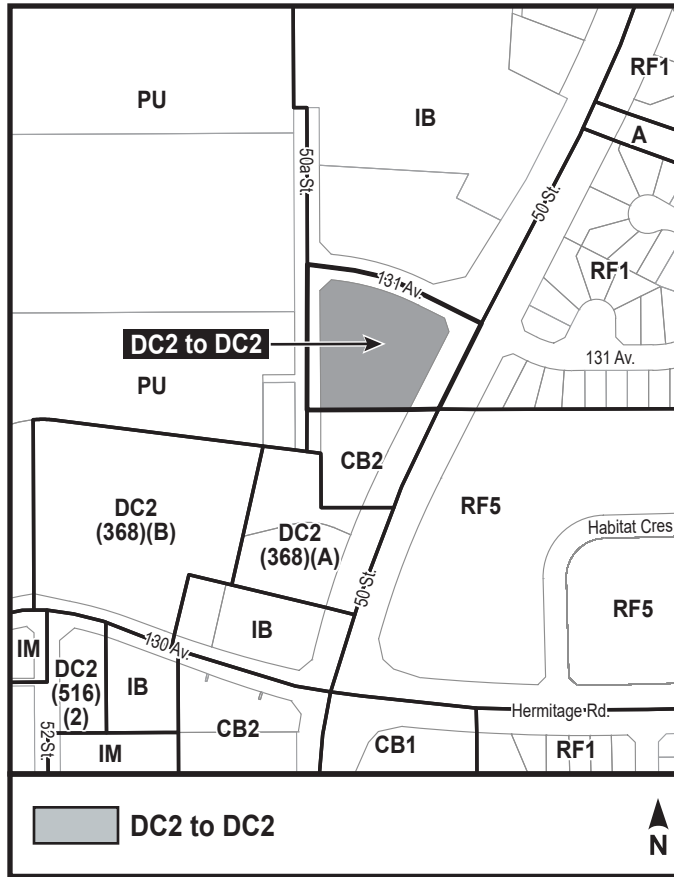 RF1
PU
IB
A
50a St.
50 St.
RF1
131 Av.
DC2 to DC2
131 Av.
PU
CB2
DC2
(368)(B)
DC2
(368)(A)
RF5
Habitat Cres
50 St.
RF5
IB
130 Av.
IM
DC2
(516)
(2)
IB
Hermitage Rd.
CB2
52 St.
IM
CB1
RF1
DC2 to DC2
N